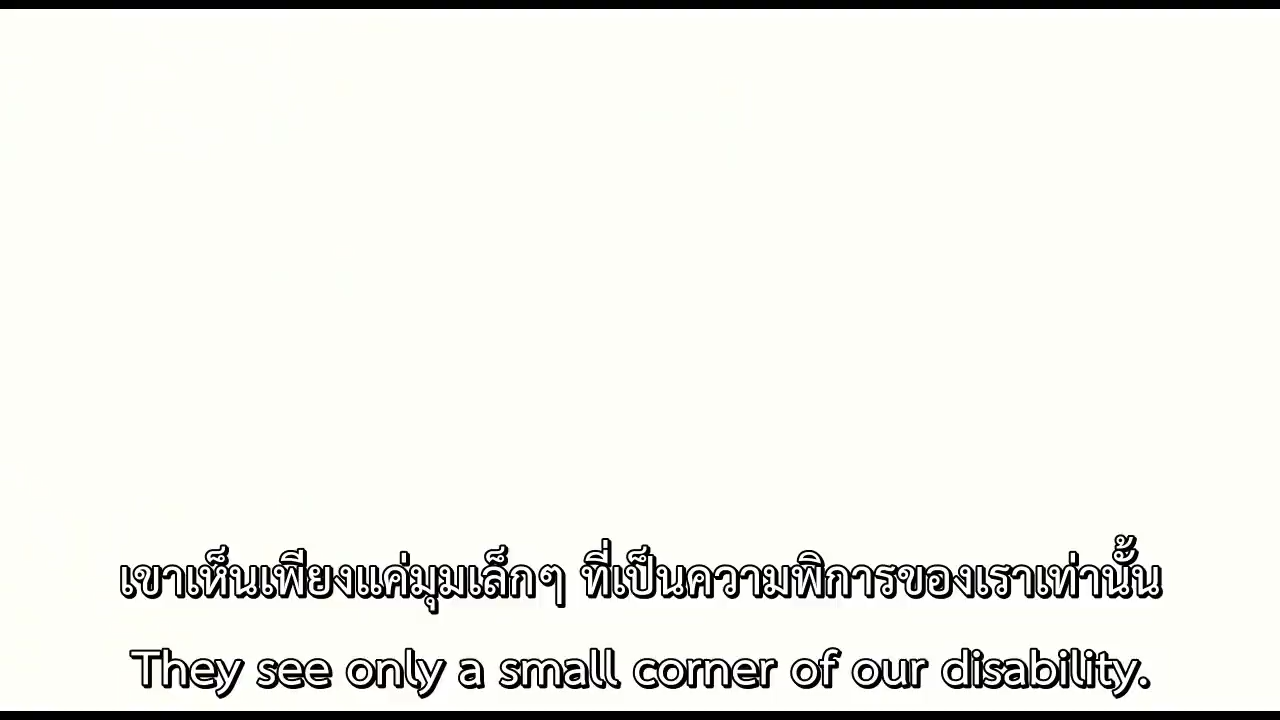 เขาเห็นเพียงแค่มุมเล็กๆ ที่เป็นความพิการของเราเท่านั้น
They see only a small corner of our disability.